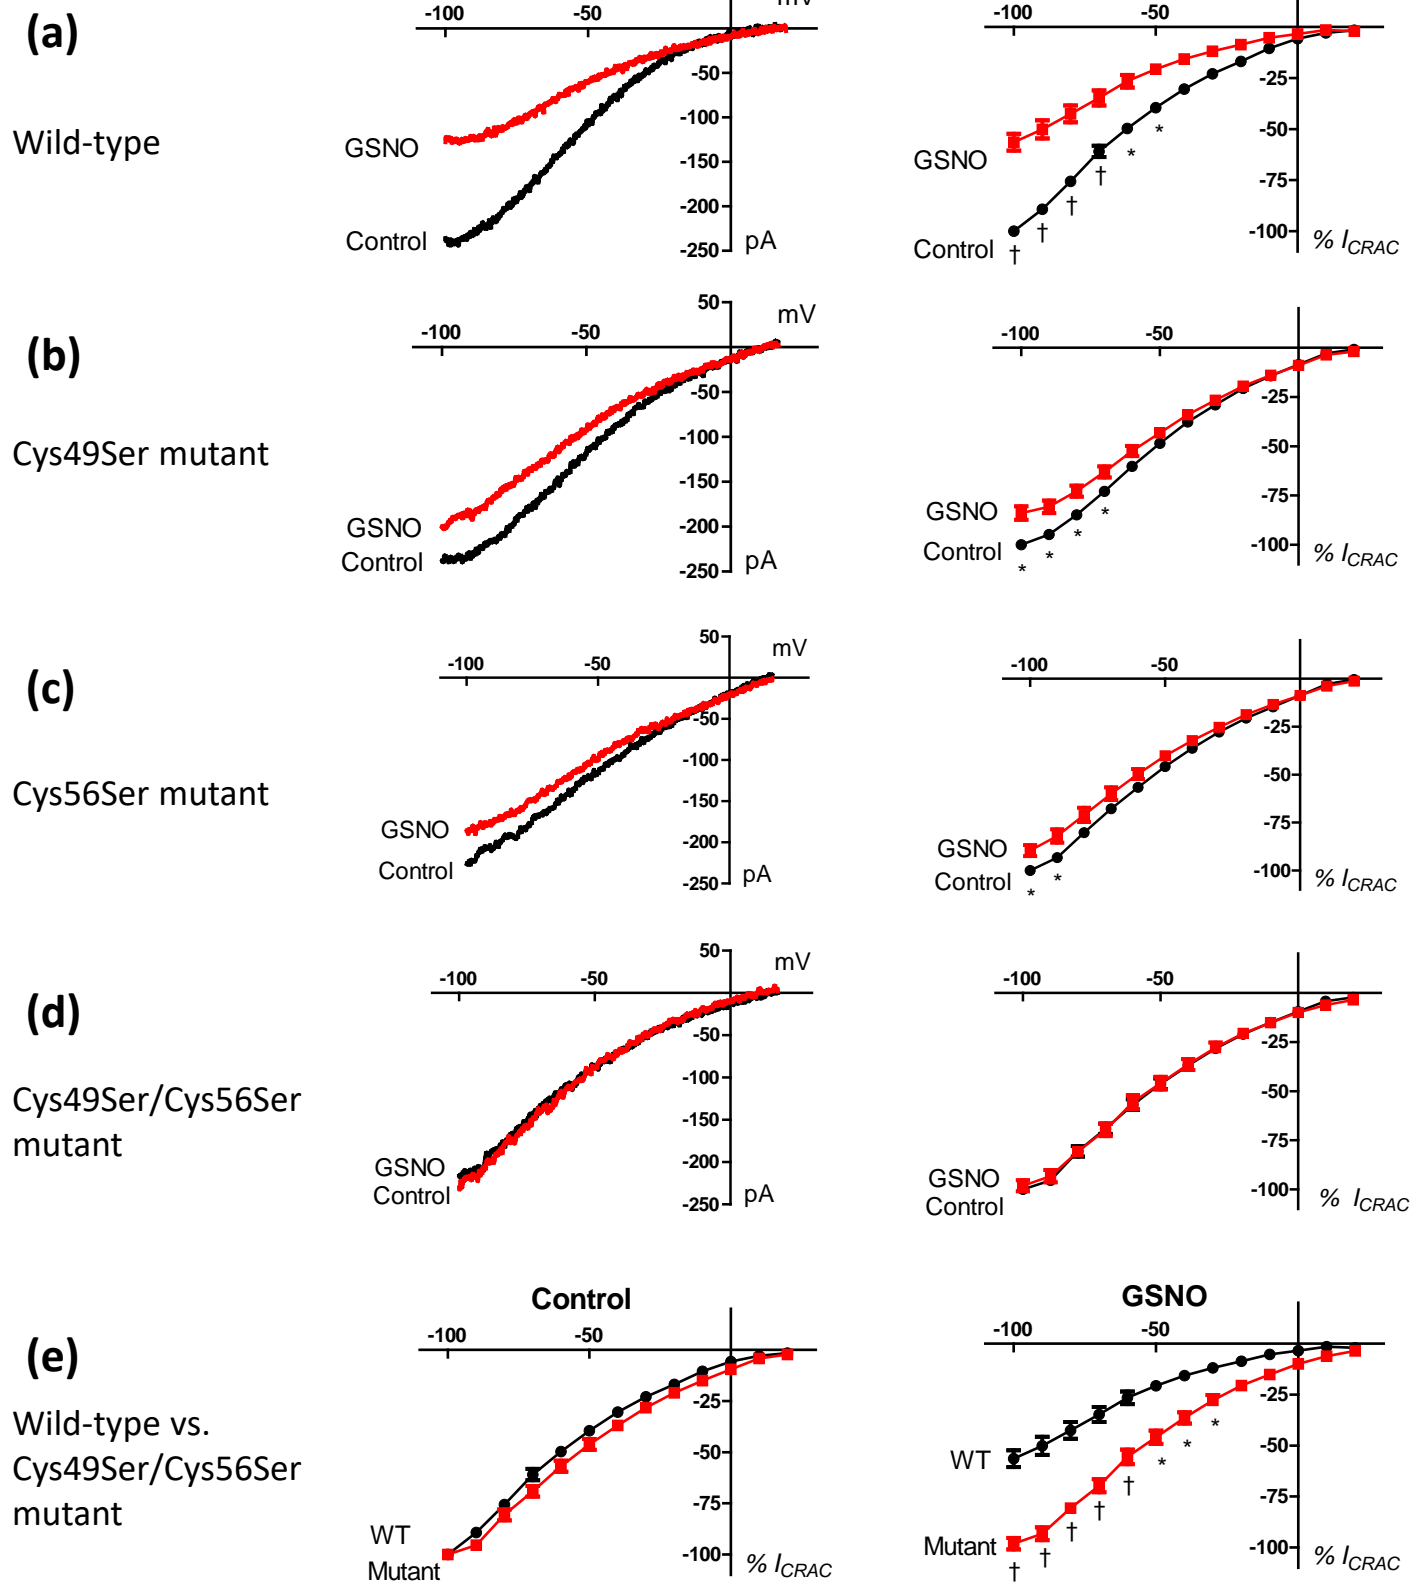 (a)
Wild-type
-100
-50
mV
-50
-100
-150
-200
-250
pA
GSNO
Control
-100
-50
-25
-50
-75
-100
% ICRAC
GSNO
Control
† † † † * *
(b)
Cys49Ser mutant
50
mV
-100
-50
-50
-100
-150
-200
-250
pA
GSNO
Control
-100
-50
-25
-50
-75
-100
% ICRAC
GSNO
Control
* * * *
(c)
Cys56Ser mutant
50
mV
-100
-50
-50
-100
-150
-200
-250
pA
GSNO
Control
-100
-50
-25
-50
-75
-100
% ICRAC
GSNO
Control
* *
(d)
Cys49Ser/Cys56Ser
mutant
50
mV
-100
-50
-50
-100
-150
-200
-250
pA
GSNO
Control
-100
-50
-25
-50
-75
-100
% ICRAC
GSNO
Control
(e)
Wild-type vs.
Cys49Ser/Cys56Ser
mutant
Control
-100
-50
-25
-50
-75
-100
% ICRAC
WT
Mutant
GSNO
-100
-50
-25
-50
-75
-100
% ICRAC
WT
Mutant
† † † † † * * *